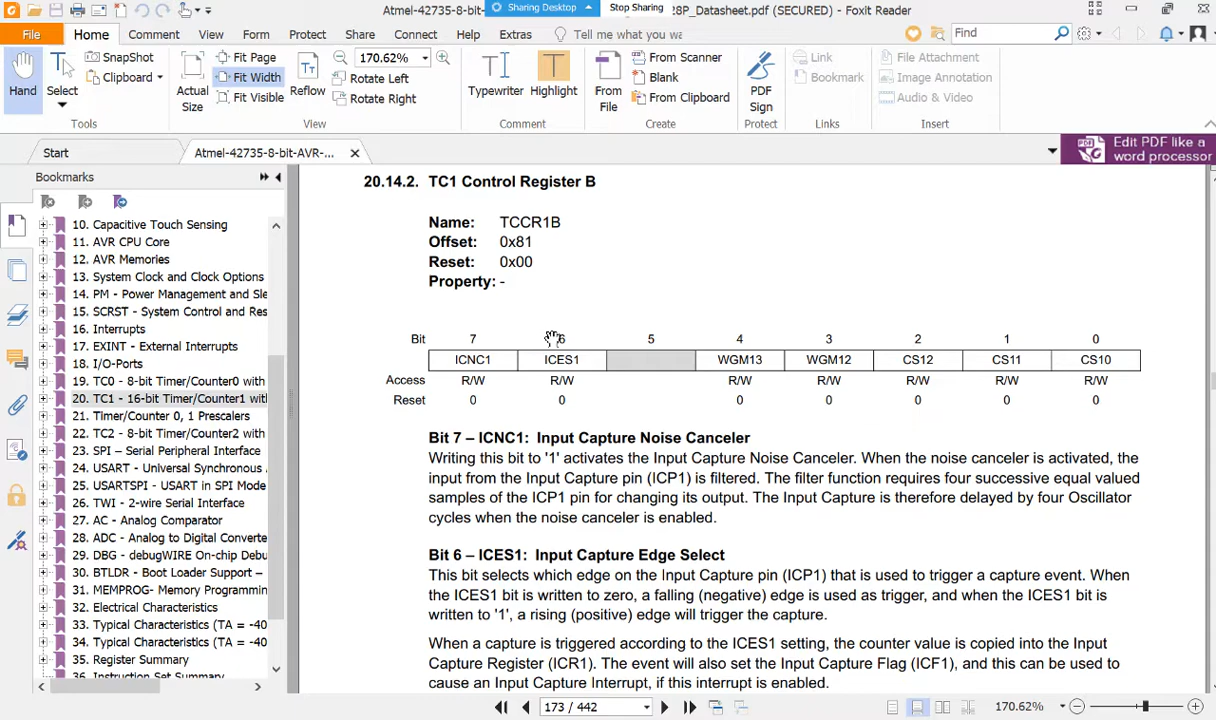 Atmel-42735-8-bit- 8P_Datasheet.pdf (SECURED) - Foxit Reader
Sharing Desktop
Stop Sharing
File Home Comment View Form Protect Share Connect Help Extras Tell me what you wa Find
Hand
Select
SnapShot
Clipboard
Tools
Actual Size
Fit Page
Fit Width
Fit Visible
Reflow
170.62%
Rotate Left
Rotate Right
View
Typewriter
Highlight
Comment
From File
From Scanner
Blank
From Clipboard
Create
PDF Sign
Protect
Link
Bookmark
Links
File Attachment
Image Annotation
Audio & Video
Insert
Start
Atmel-42735-8-bit-AVR-...
Edit PDF like a
word processor
Bookmarks
10. Capacitive Touch Sensing
11. AVR CPU Core
12. AVR Memories
13. System Clock and Clock Options
14. PM - Power Management and Sle
15. SCRST - System Control and Res
16. Interrupts
17. EXINT - External Interrupts
18. I/O-Ports
19. TC0 - 8-bit Timer/Counter0 with
20. TC1 - 16-bit Timer/Counter1 with
21. Timer/Counter 0, 1 Prescalers
22. TC2 - 8-bit Timer/Counter2 with
23. SPI – Serial Peripheral Interface
24. USART - Universal Synchronous
25. USARTSPI - USART in SPI Mode
26. TWI - 2-wire Serial Interface
27. AC - Analog Comparator
28. ADC - Analog to Digital Converte
29. DBG - debugWIRE On-chip Debu
30. BTLDR - Boot Loader Support –
31. MEMPROG- Memory Programmin
32. Electrical Characteristics
33. Typical Characteristics (TA = -40
34. Typical Characteristics (TA = -40
35. Register Summary
36. Instruction Set Summary
20.14.2. TC1 Control Register B
Name: TCCR1B
Offset: 0x81
Reset: 0x00
Property: -
Bit 7 6 5 4 3 2 1 0
ICNC1 ICES1 WGM13 WGM12 CS12 CS11 CS10
Access R/W R/W R/W R/W R/W R/W R/W
Reset 0 0 0 0 0 0 0
Bit 7 – ICNC1: Input Capture Noise Canceler
Writing this bit to '1' activates the Input Capture Noise Canceler. When the noise canceler is activated, the
input from the Input Capture pin (ICP1) is filtered. The filter function requires four successive equal valued
samples of the ICP1 pin for changing its output. The Input Capture is therefore delayed by four Oscillator
cycles when the noise canceler is enabled.
Bit 6 – ICES1: Input Capture Edge Select
This bit selects which edge on the Input Capture pin (ICP1) that is used to trigger a capture event. When
the ICES1 bit is written to zero, a falling (negative) edge is used as trigger, and when the ICES1 bit is
written to '1', a rising (positive) edge will trigger the capture.
When a capture is triggered according to the ICES1 setting, the counter value is copied into the Input
Capture Register (ICR1). The event will also set the Input Capture Flag (ICF1), and this can be used to
cause an Input Capture Interrupt, if this interrupt is enabled.
173 / 442
170.62%